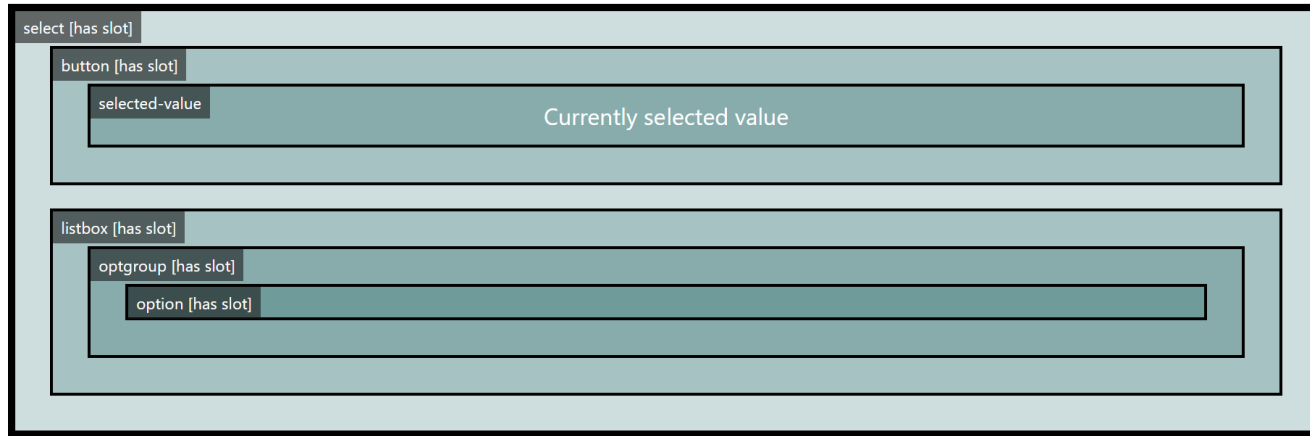 select [has slot]
button [has slot]
selected-value
Currently selected value
listbox [has slot]
optgroup [has slot]
option [has slot]